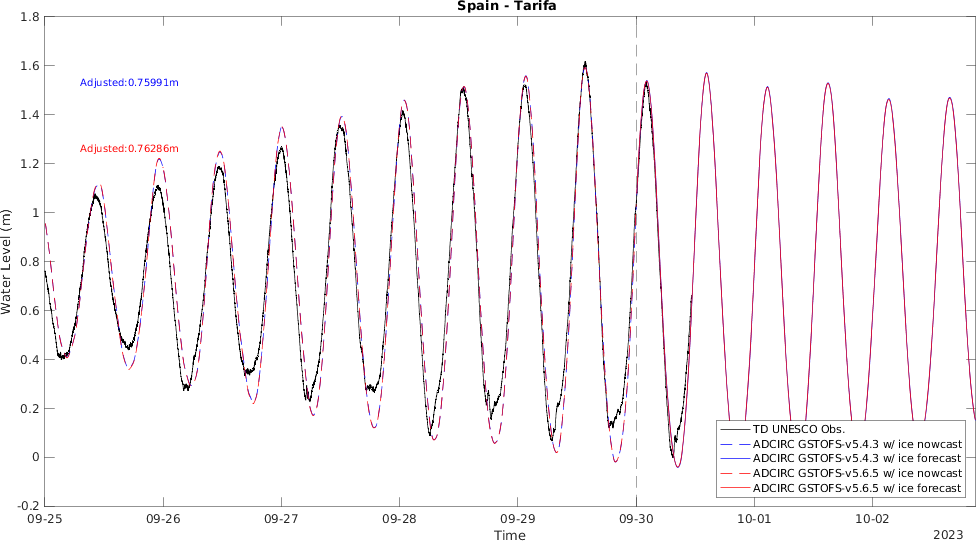 Spain - Tarifa
1.8
1.6
1.4
1.2
1
0.8
0.6
0.4
0.2
0
-0.2
Water Level (m)
Adjusted:0.75991m
Adjusted:0.76286m
TD UNESCO Obs.
ADCIRC GSTOFS-v5.4.3 w/ ice nowcast
ADCIRC GSTOFS-v5.4.3 w/ ice forecast
ADCIRC GSTOFS-v5.6.5 w/ ice nowcast
ADCIRC GSTOFS-v5.6.5 w/ ice forecast
09-25 09-26 09-27 09-28 09-29 09-30 10-01 10-02
Time
2023